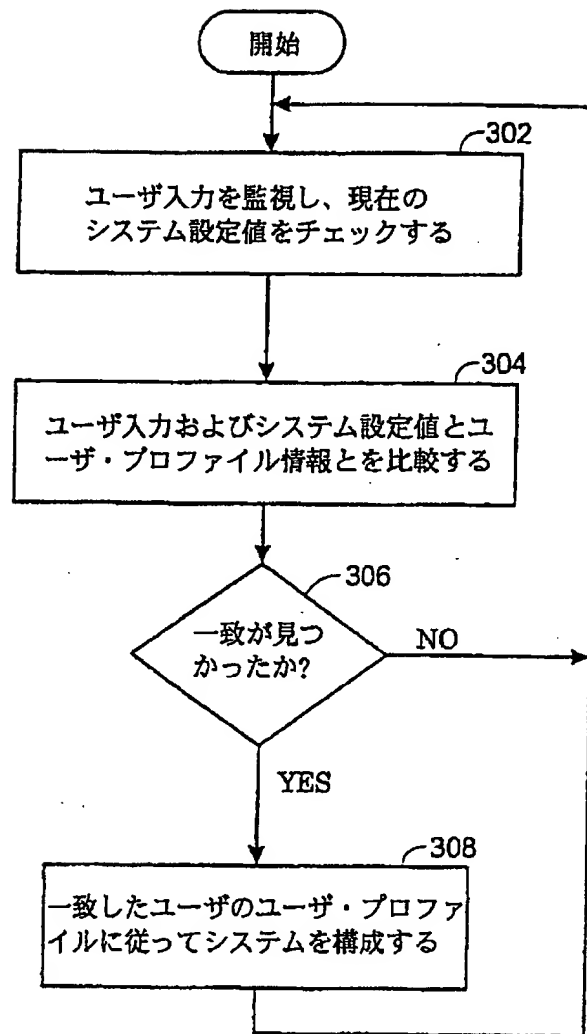 開始
302
ユーザ入力を監視し、現在の
システム設定値をチェックする
304
ユーザ入力およびシステム設定値とユ
ーザ・プロファイル情報とを比較する
306
一致が見つ
かったか?
NO
YES
308
一致したユーザのユーザ・プロファ
イルに従ってシステムを構成する